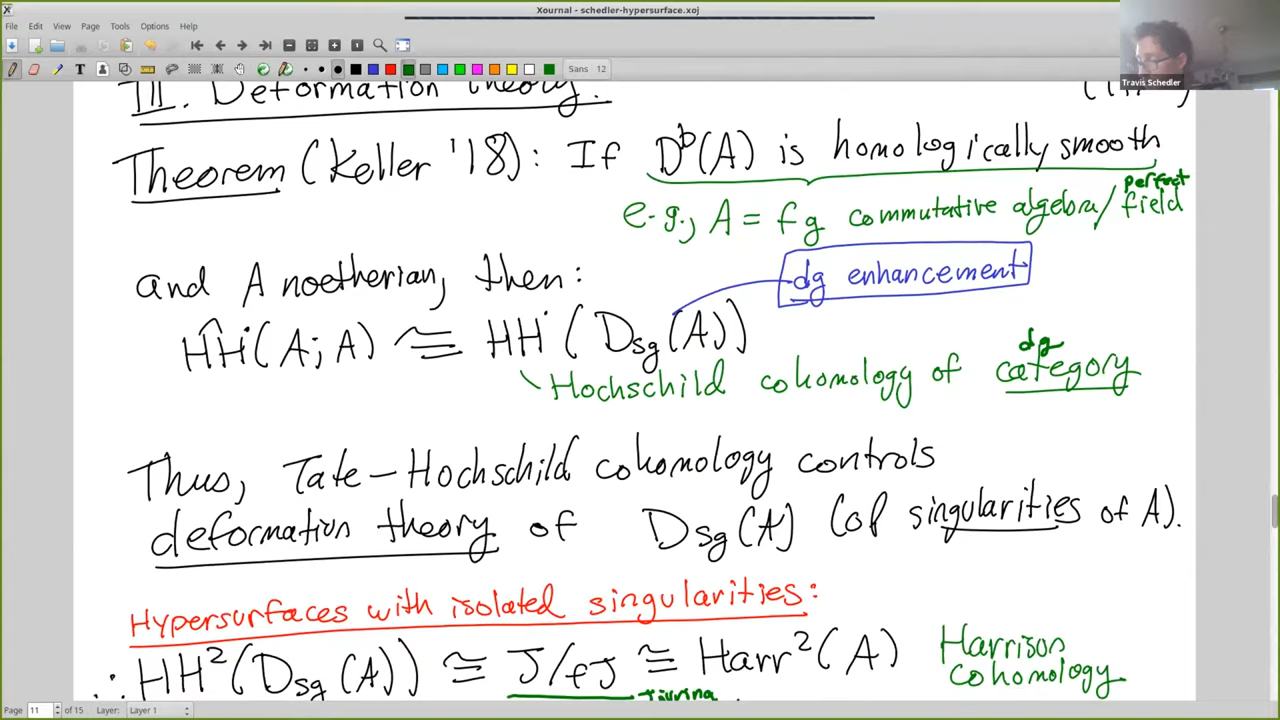 Xournal - schedler-hypersurface.xoj
File Edit View Page Tools Options Help
Sans 12
Travis Schedler
III. Deformation theory.
Theorem (Keller '18): If D^b(A) is homologically smooth
e.g., A = fg commutative algebra/perfect field
and A noetherian, then:
dg enhancement
ĤH^•(A; A) ≅ HH^•(D_sg(A))
Hochschild cohomology of dg category
Thus, Tate-Hochschild cohomology controls
deformation theory of D_sg(A) (of singularities of A).
Hypersurfaces with isolated singularities:
∴ HH²(D_sg(A)) ≅ J/fJ ≅ Harr²(A)
Harrison
cohomology
Tjurina
Page 11 of 15 Layer: Layer 1